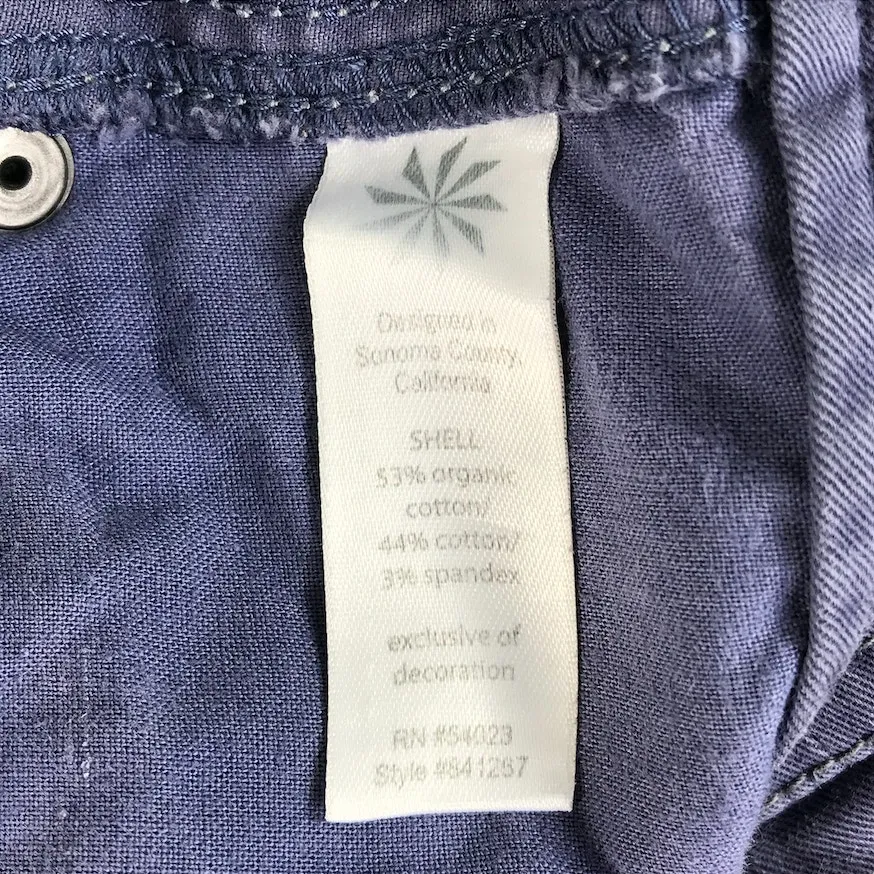 Designed in
Sonoma County,
California
SHELL
53% organic
cotton/
44% cotton/
3% spandex
exclusive of
decoration
RN #54023
Style #841267